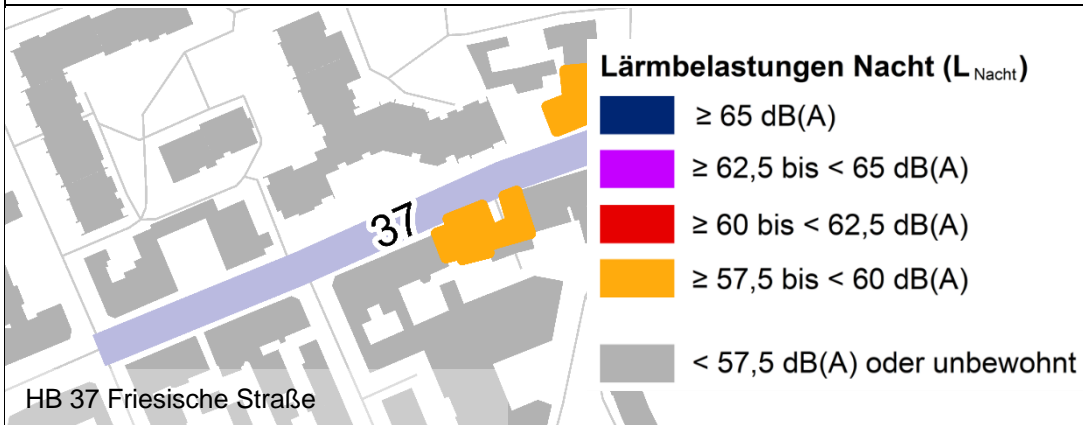 37
HB 37 Friesische Straße
Lärmbelastungen Nacht (L Nacht)
≥ 65 dB(A)
≥ 62,5 bis < 65 dB(A)
≥ 60 bis < 62,5 dB(A)
≥ 57,5 bis < 60 dB(A)
< 57,5 dB(A) oder unbewohnt